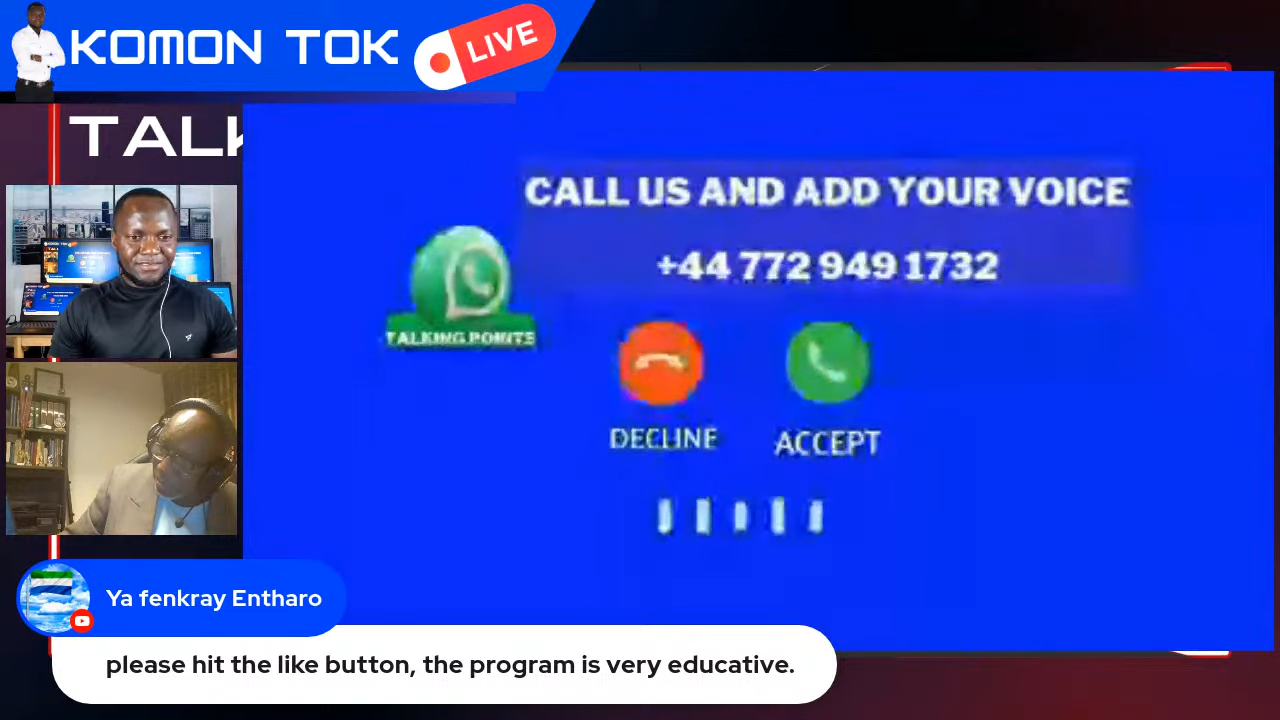 KOMON TOK
LIVE
TALK
CALL US AND ADD YOUR VOICE
+44 772 949 1732
TALKING POINTS
DECLINE
ACCEPT
Ya fenkray Entharo
please hit the like button, the program is very educative.